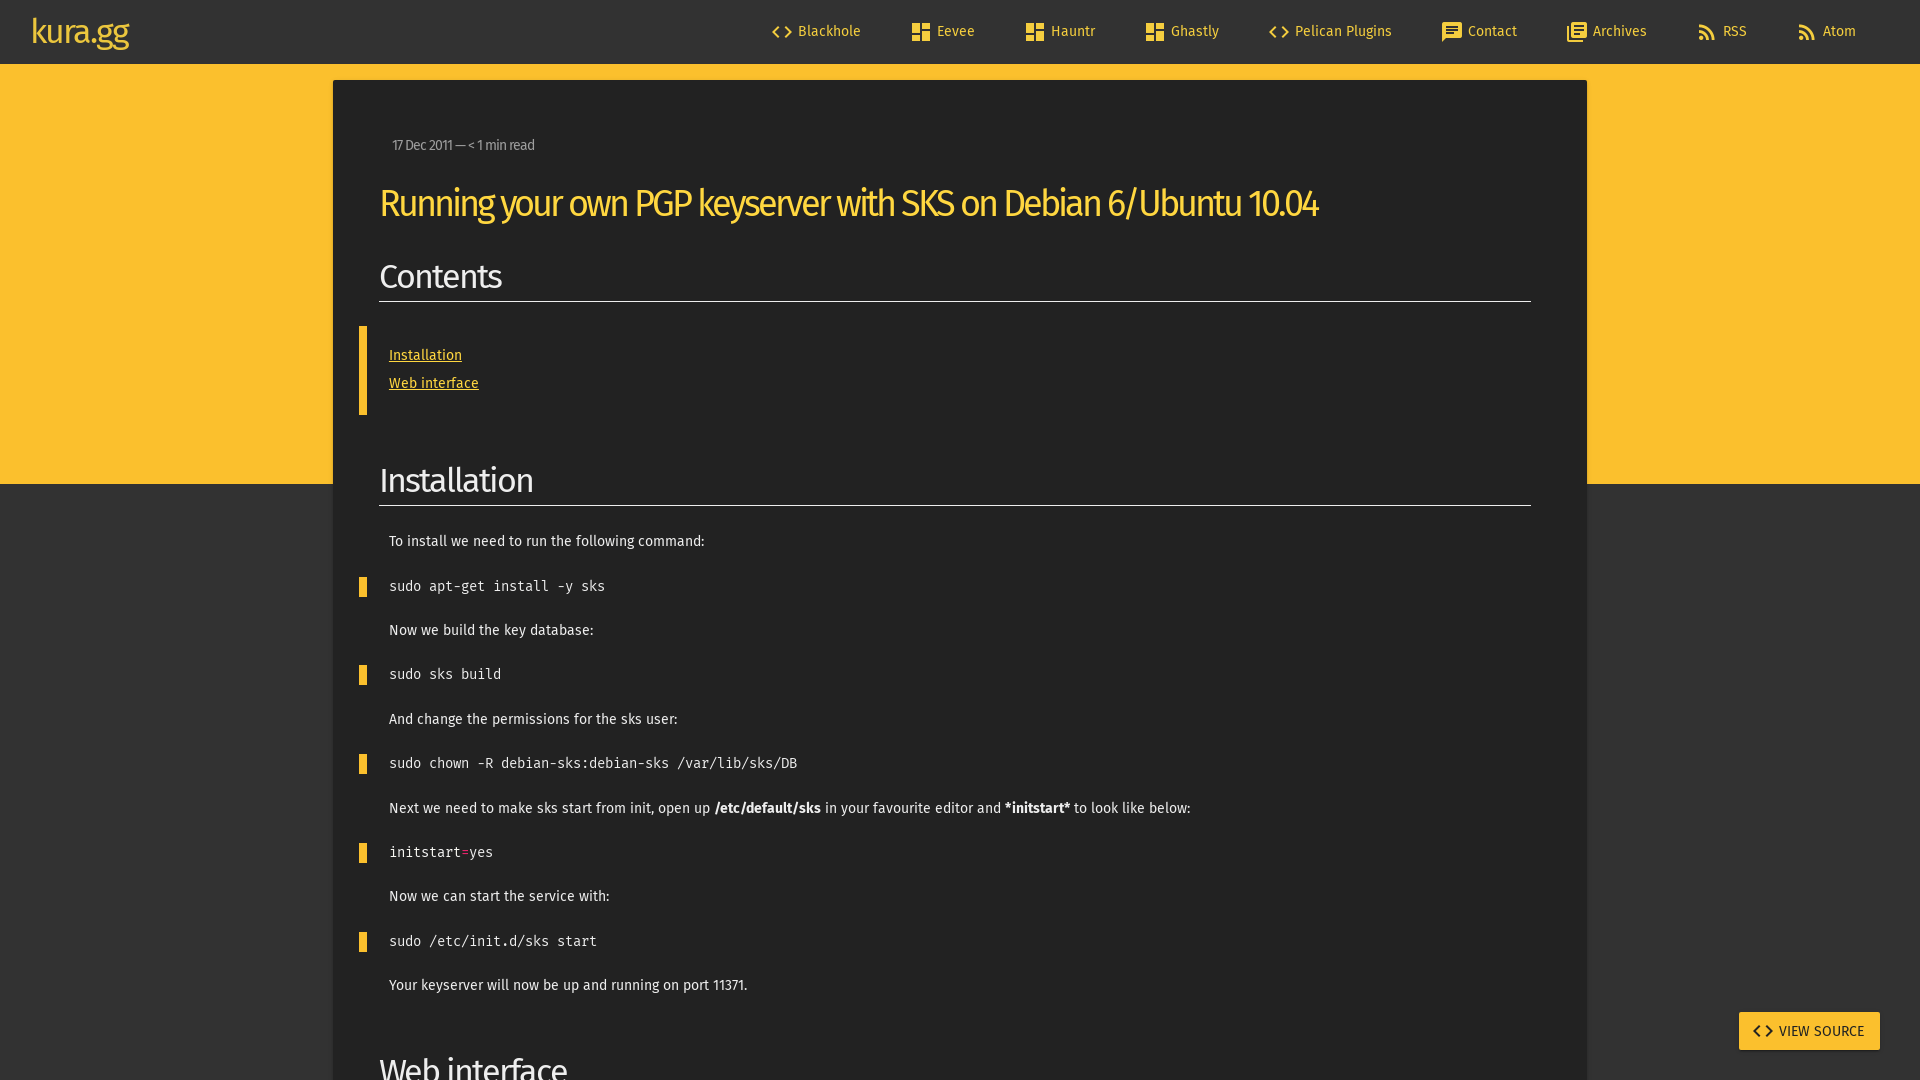 kura.gg
Blackhole
Eevee
Hauntr
Ghastly
Pelican Plugins
Contact
Archives
RSS
Atom
17 Dec 2011 — < 1 min read
Running your own PGP keyserver with SKS on Debian 6/Ubuntu 10.04
Contents
Installation
Web interface
Installation
To install we need to run the following command:
sudo apt-get install -y sks
Now we build the key database:
sudo sks build
And change the permissions for the sks user:
sudo chown -R debian-sks:debian-sks /var/lib/sks/DB
Next we need to make sks start from init, open up /etc/default/sks in your favourite editor and *initstart* to look like below:
initstart=yes
Now we can start the service with:
sudo /etc/init.d/sks start
Your keyserver will now be up and running on port 11371.
VIEW SOURCE
Web interface